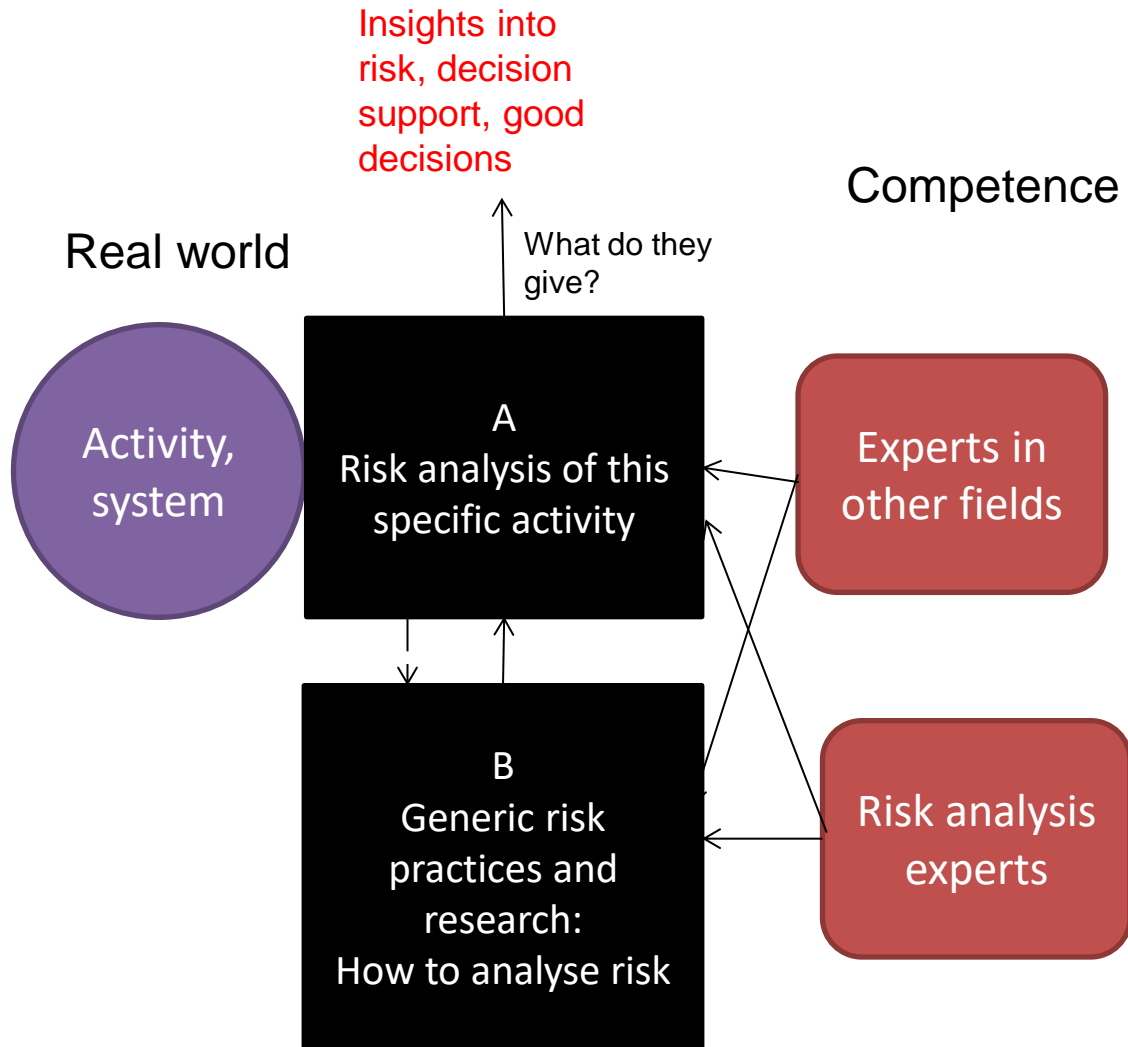 Insights into
risk, decision
support, good
decisions
Competence
Real world
What do they
give?
Activity,
system
A
Risk analysis of this
specific activity
Experts in
other fields
B
Generic risk
practices and
research:
How to analyse risk
Risk analysis
experts